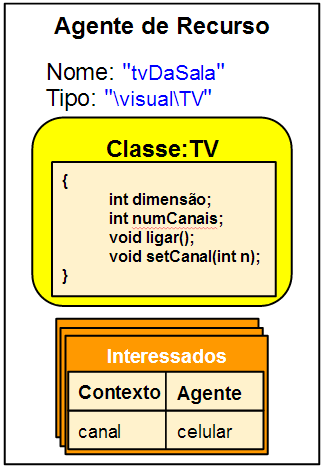 Agente de Recurso
Nome: "tvDaSala"
Tipo: "\visual\TV"
Classe:TV
{
int dimensão;
int numCanais;
void ligar();
void setCanal(int n);
}
Interessados
Contexto Agente
canal celular